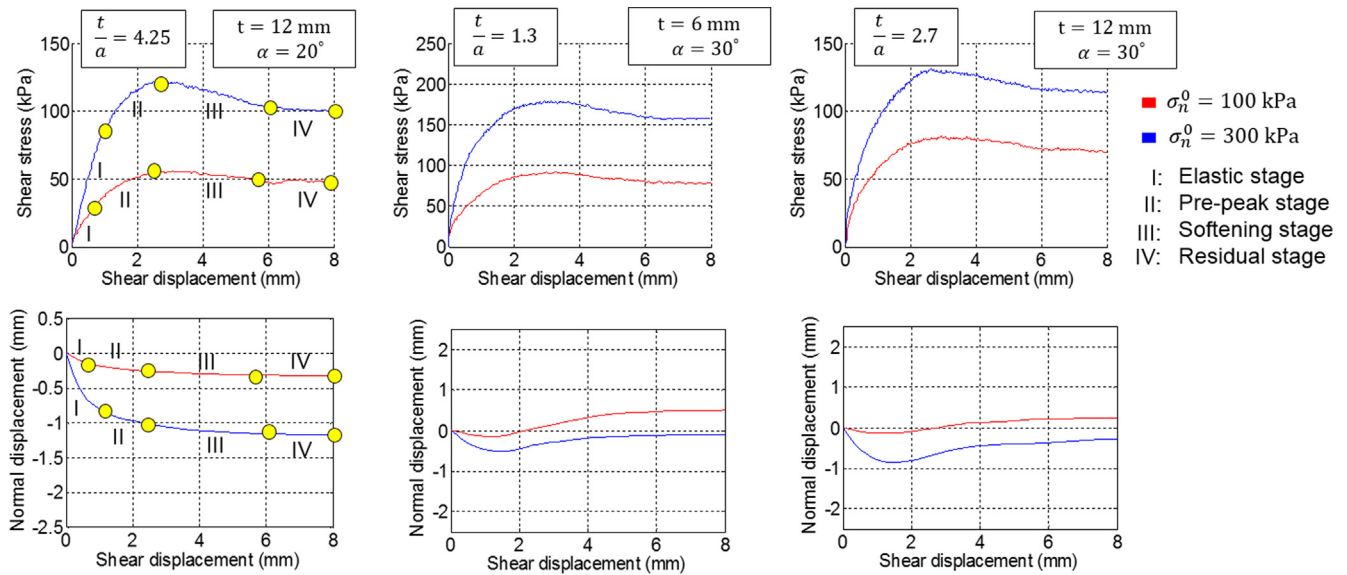 t/a = 4.25
t = 12 mm
α = 20°
t/a = 1.3
t = 6 mm
α = 30°
t/a = 2.7
t = 12 mm
α = 30°
Shear stress (kPa)
150
100
50
0
0 2 4 6 8
Shear displacement (mm)
I II III IV
I II III IV
Shear stress (kPa)
250
200
150
100
50
0
0 2 4 6 8
Shear displacement (mm)
Shear stress (kPa)
150
100
50
0
0 2 4 6 8
Shear displacement (mm)
σₙ⁰ = 100 kPa
σₙ⁰ = 300 kPa
I: Elastic stage
II: Pre-peak stage
III: Softening stage
IV: Residual stage
Normal displacement (mm)
0.5
0
-0.5
-1
-1.5
-2
-2.5
0 2 4 6 8
Shear displacement (mm)
I II III IV
I II III IV
Normal displacement (mm)
2
1
0
-1
-2
0 2 4 6 8
Shear displacement (mm)
Normal displacement (mm)
2
1
0
-1
-2
0 2 4 6 8
Shear displacement (mm)